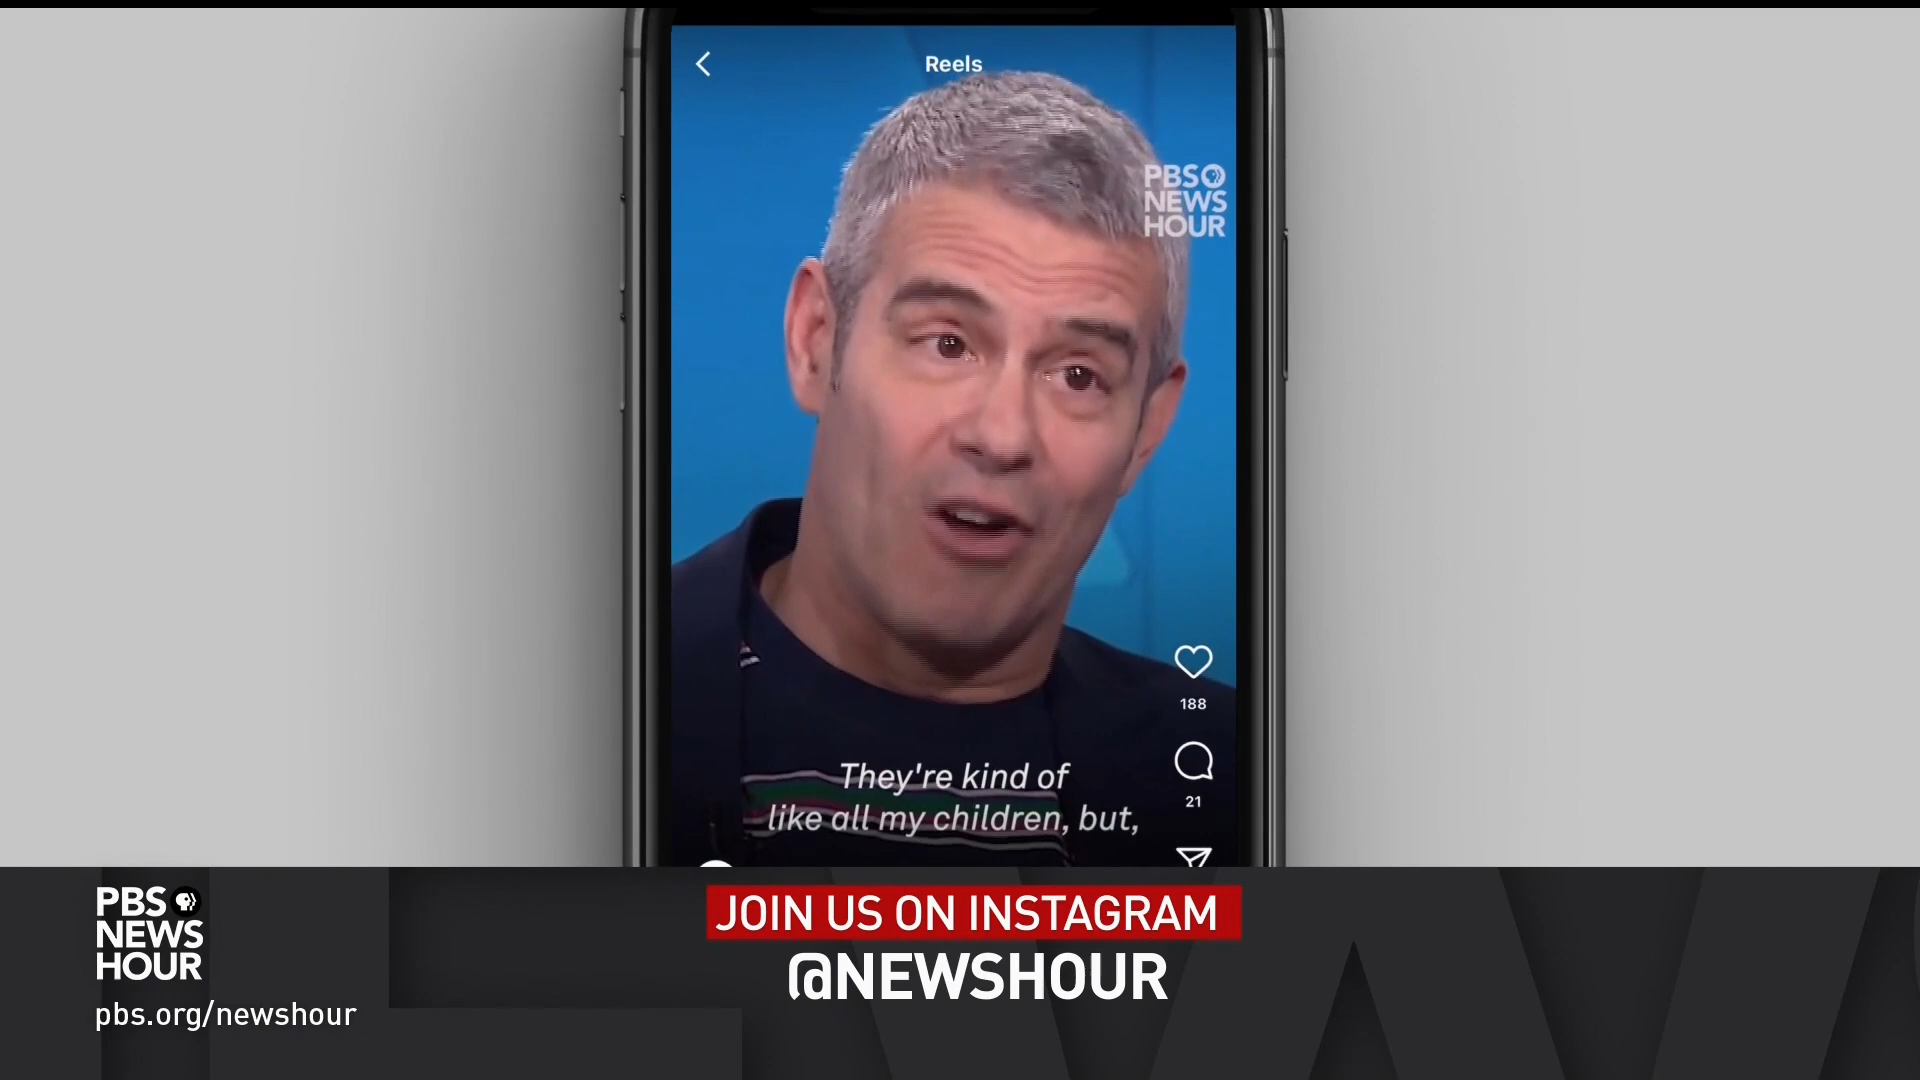 Reels
PBS
NEWS
HOUR
188
21
They're kind of
like all my children, but,
PBS
NEWS
HOUR
pbs.org/newshour
JOIN US ON INSTAGRAM
@NEWSHOUR